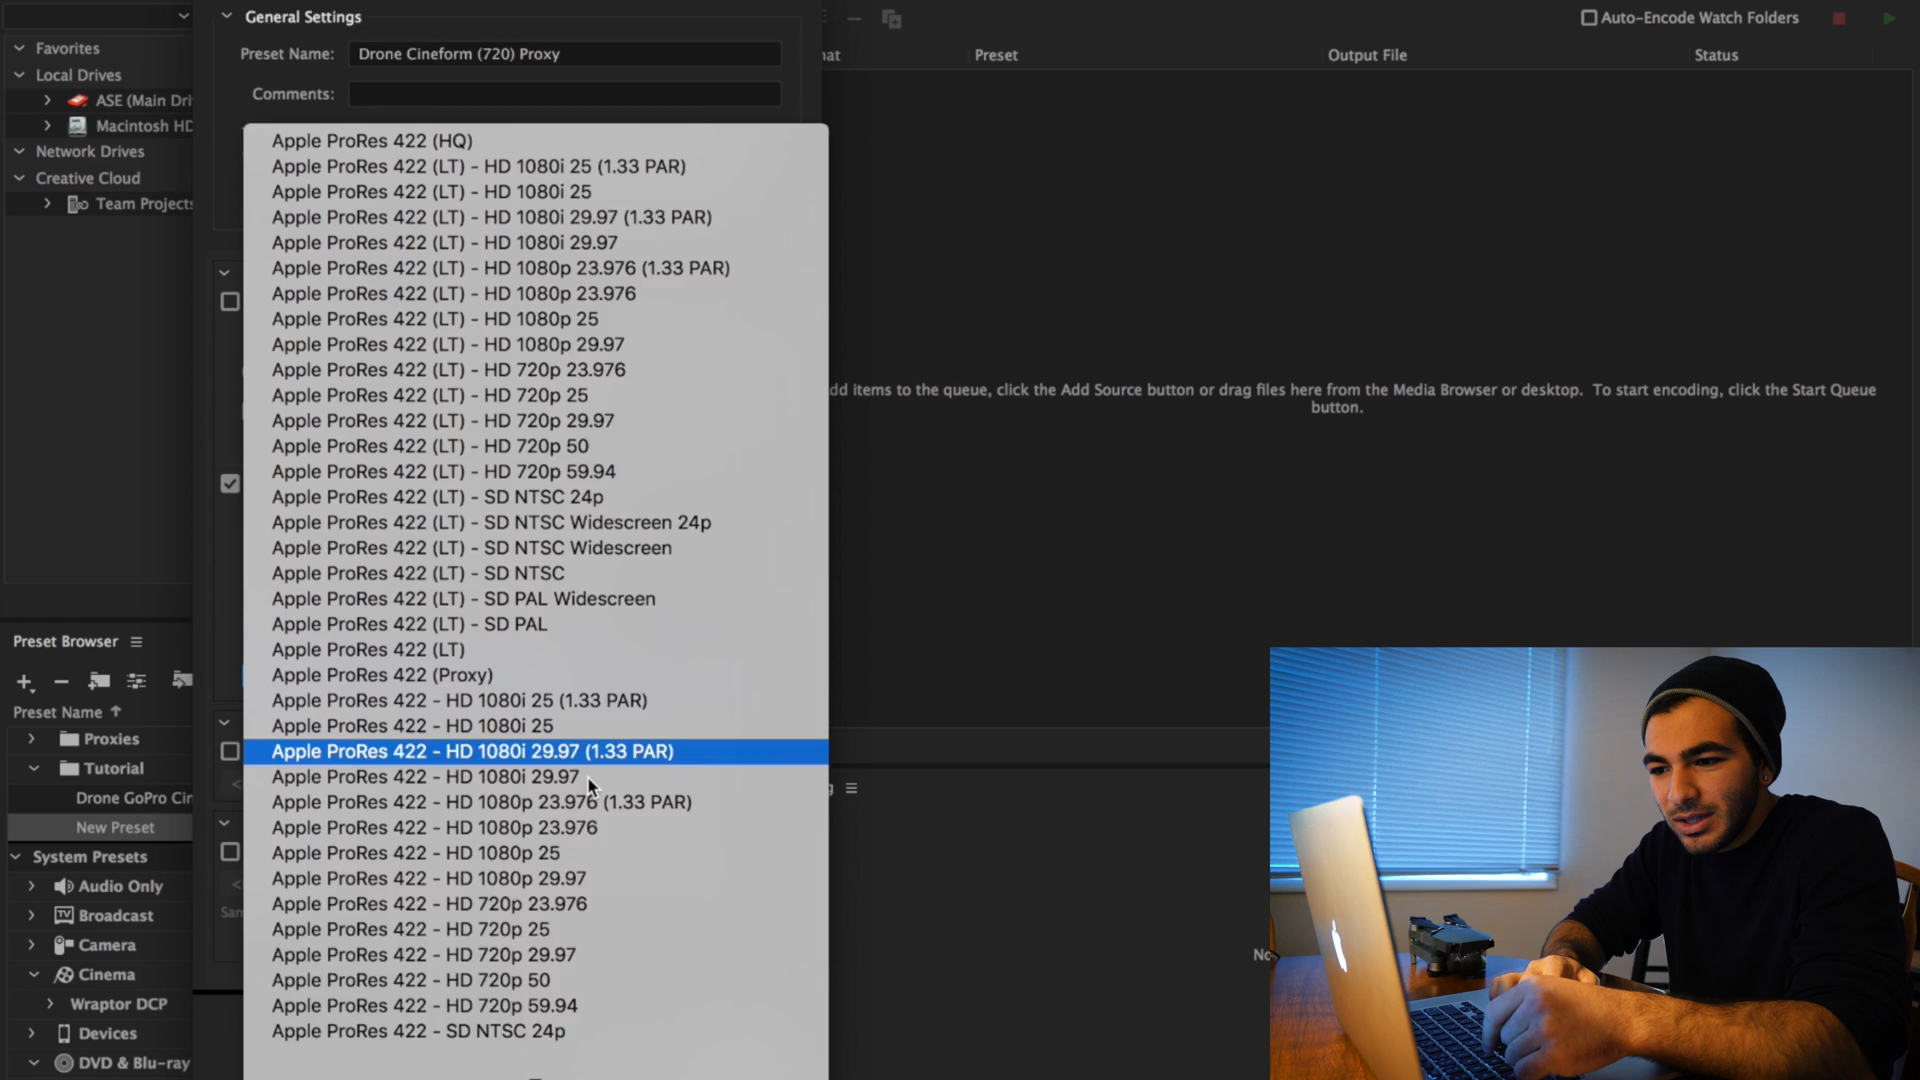 General Settings
Auto-Encode Watch Folders
Favorites
Preset Name: Drone Cineform (720) Proxy
Preset
Output File
Status
Local Drives
Comments:
ASE (Main Dri
Macintosh HD
Network Drives
Creative Cloud
Team Projects
Apple ProRes 422 (HQ)
Apple ProRes 422 (LT) - HD 1080i 25 (1.33 PAR)
Apple ProRes 422 (LT) - HD 1080i 25
Apple ProRes 422 (LT) - HD 1080i 29.97 (1.33 PAR)
Apple ProRes 422 (LT) - HD 1080i 29.97
Apple ProRes 422 (LT) - HD 1080p 23.976 (1.33 PAR)
Apple ProRes 422 (LT) - HD 1080p 23.976
Apple ProRes 422 (LT) - HD 1080p 25
Apple ProRes 422 (LT) - HD 1080p 29.97
Apple ProRes 422 (LT) - HD 720p 23.976
Apple ProRes 422 (LT) - HD 720p 25
Apple ProRes 422 (LT) - HD 720p 29.97
Apple ProRes 422 (LT) - HD 720p 50
Apple ProRes 422 (LT) - HD 720p 59.94
Apple ProRes 422 (LT) - SD NTSC 24p
Apple ProRes 422 (LT) - SD NTSC Widescreen 24p
Apple ProRes 422 (LT) - SD NTSC Widescreen
Apple ProRes 422 (LT) - SD NTSC
Apple ProRes 422 (LT) - SD PAL Widescreen
Apple ProRes 422 (LT) - SD PAL
Apple ProRes 422 (LT)
Apple ProRes 422 (Proxy)
Apple ProRes 422 - HD 1080i 25 (1.33 PAR)
Apple ProRes 422 - HD 1080i 25
Apple ProRes 422 - HD 1080i 29.97 (1.33 PAR)
Apple ProRes 422 - HD 1080i 29.97
Apple ProRes 422 - HD 1080p 23.976 (1.33 PAR)
Apple ProRes 422 - HD 1080p 23.976
Apple ProRes 422 - HD 1080p 25
Apple ProRes 422 - HD 1080p 29.97
Apple ProRes 422 - HD 720p 23.976
Apple ProRes 422 - HD 720p 25
Apple ProRes 422 - HD 720p 29.97
Apple ProRes 422 - HD 720p 50
Apple ProRes 422 - HD 720p 59.94
Apple ProRes 422 - SD NTSC 24p
dd items to the queue, click the Add Source button or drag files here from the Media Browser or desktop. To start encoding, click the Start Queue
button.
Preset Browser
Preset Name
Proxies
Tutorial
Drone GoPro Cin
New Preset
System Presets
Audio Only
Broadcast
Camera
Cinema
Wraptor DCP
Devices
DVD & Blu-ray